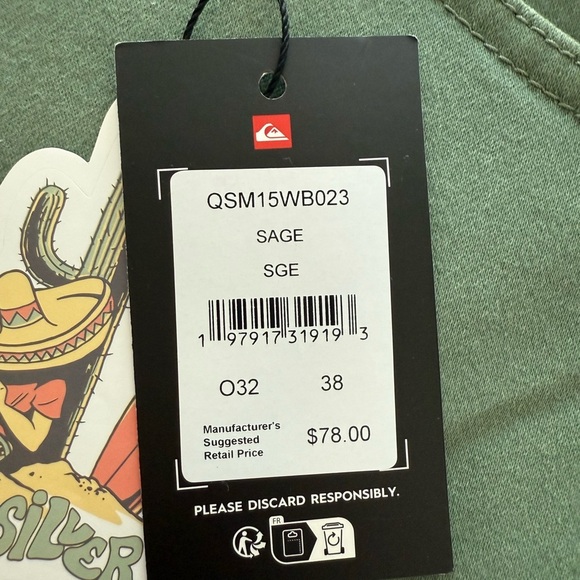 QSM15WB023
SAGE
SGE
1 97917 31919 3
O32 38
Manufacturer's
Suggested
Retail Price
$78.00
PLEASE DISCARD RESPONSIBLY.
FR
SILVER